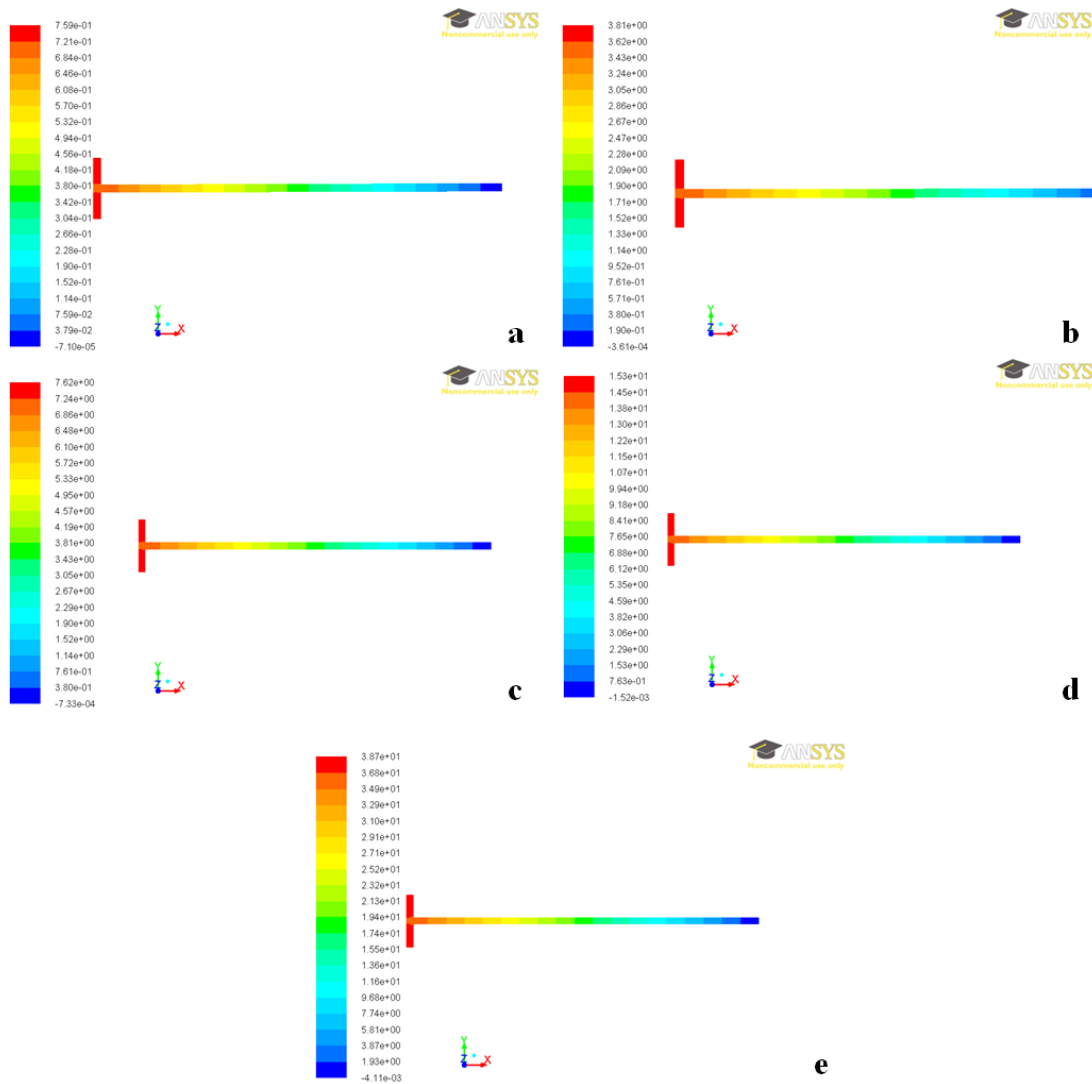 ANSYS
Noncommercial use only
7.59e-01
7.21e-01
6.84e-01
6.46e-01
6.08e-01
5.70e-01
5.32e-01
4.94e-01
4.56e-01
4.18e-01
3.80e-01
3.42e-01
3.04e-01
2.66e-01
2.28e-01
1.90e-01
1.52e-01
1.14e-01
7.59e-02
3.79e-02
-7.10e-05
Y
Z
X
a
ANSYS
Noncommercial use only
3.81e+00
3.62e+00
3.43e+00
3.24e+00
3.05e+00
2.86e+00
2.67e+00
2.47e+00
2.28e+00
2.09e+00
1.90e+00
1.71e+00
1.52e+00
1.33e+00
1.14e+00
9.52e-01
7.61e-01
5.71e-01
3.80e-01
1.90e-01
-3.61e-04
Y
Z
X
b
ANSYS
Noncommercial use only
7.62e+00
7.24e+00
6.86e+00
6.48e+00
6.10e+00
5.72e+00
5.33e+00
4.95e+00
4.57e+00
4.19e+00
3.81e+00
3.43e+00
3.05e+00
2.67e+00
2.29e+00
1.90e+00
1.52e+00
1.14e+00
7.61e-01
3.80e-01
-7.33e-04
Y
Z
X
c
ANSYS
Noncommercial use only
1.53e+01
1.45e+01
1.38e+01
1.30e+01
1.22e+01
1.15e+01
1.07e+01
9.94e+00
9.18e+00
8.41e+00
7.65e+00
6.88e+00
6.12e+00
5.35e+00
4.59e+00
3.82e+00
3.06e+00
2.29e+00
1.53e+00
7.63e-01
-1.52e-03
Y
Z
X
d
ANSYS
Noncommercial use only
3.87e+01
3.68e+01
3.49e+01
3.29e+01
3.10e+01
2.91e+01
2.71e+01
2.52e+01
2.32e+01
2.13e+01
1.94e+01
1.74e+01
1.55e+01
1.36e+01
1.16e+01
9.68e+00
7.74e+00
5.81e+00
3.87e+00
1.93e+00
-4.11e-03
Y
Z
X
e